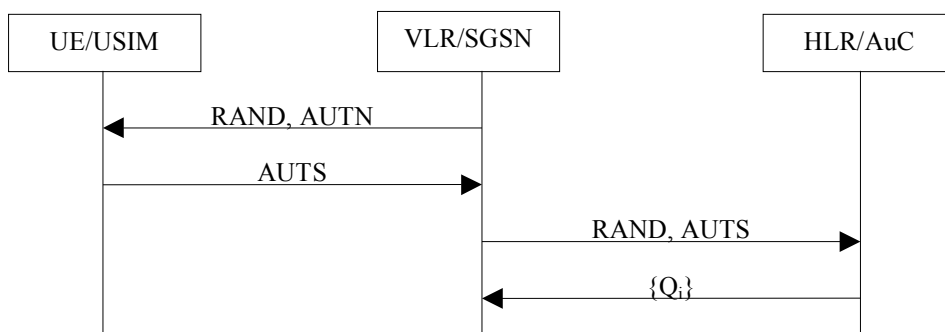 UE/USIM
VLR/SGSN
HLR/AuC
RAND, AUTN
AUTS
RAND, AUTS
{Qi}